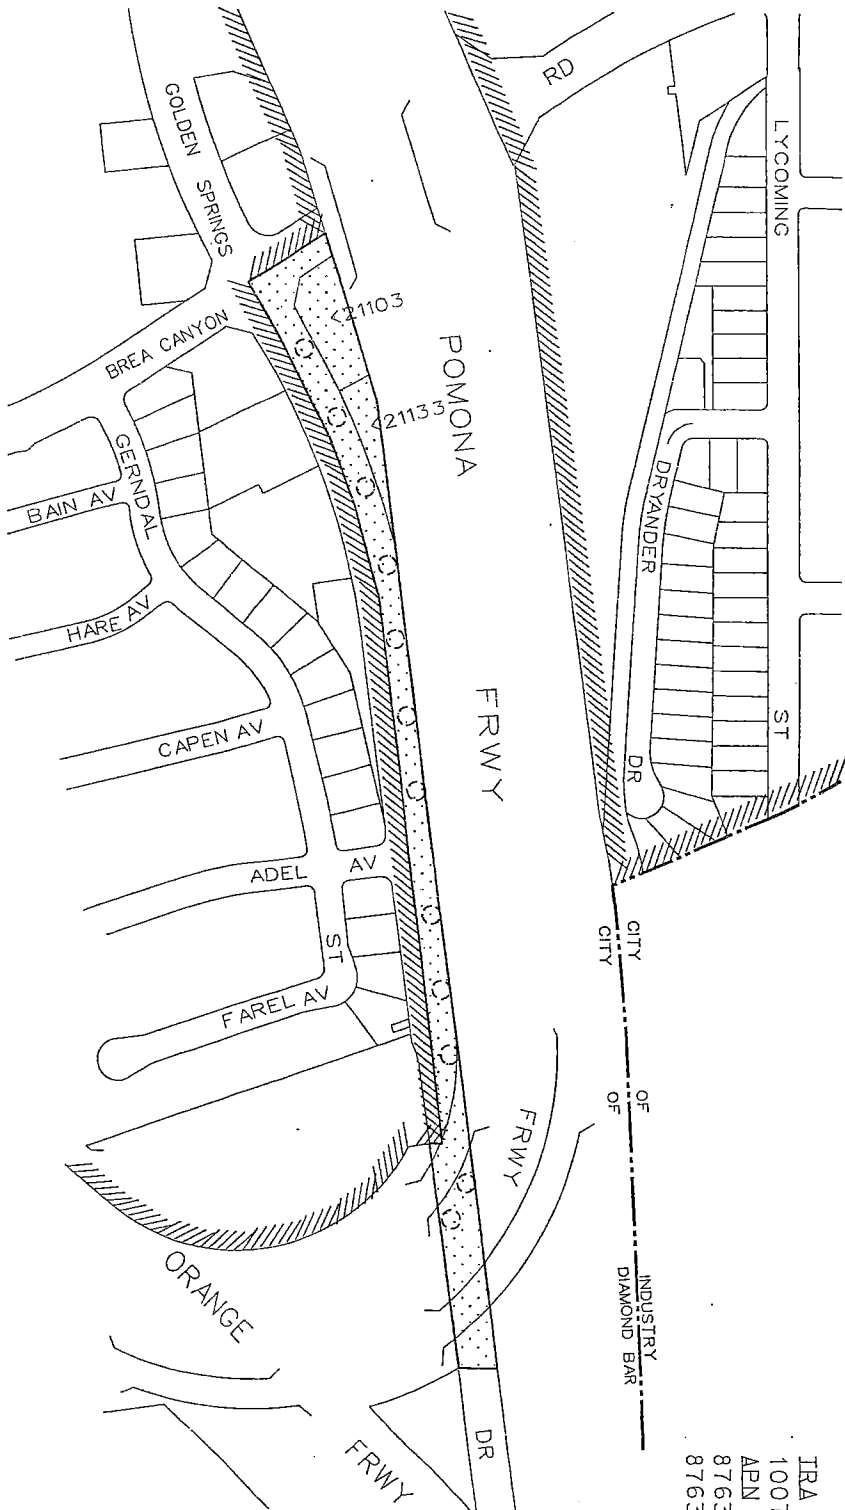 RD
LYCOMING
ST
GOLDEN SPRINGS
BREA CANYON
<21103
<21133
POMONA
FRWY
DRYANDER
DR
GERNDAL
ST
BAIN AV
HARE AV
CAPEN AV
ADEL AV
FAREL AV
CITY OF INDUSTRY
CITY OF DIAMOND BAR
FRWY
ORANGE
FRWY
DR
TRA
1007
APN
8763
8763